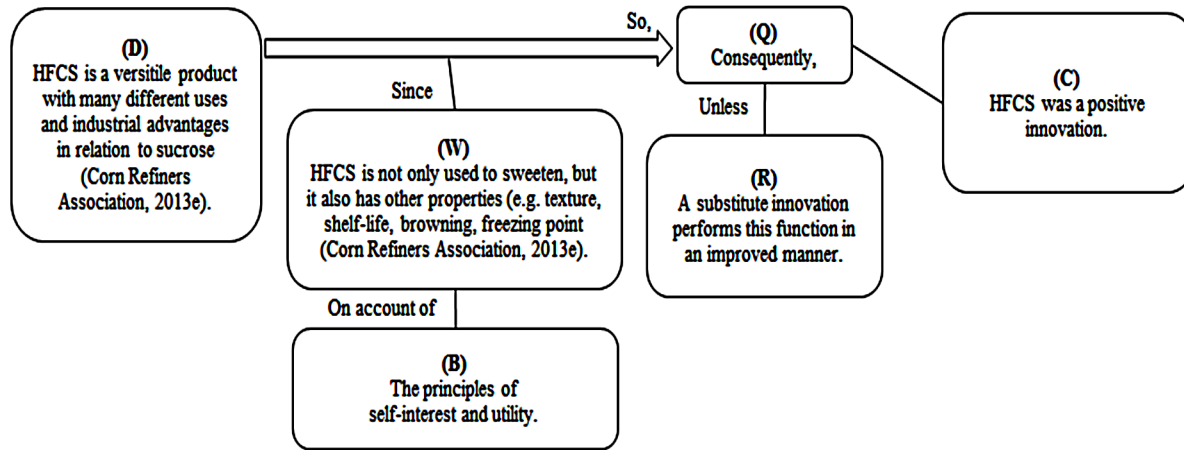 (D)
HFCS is a versitile product
with many different uses
and industrial advantages
in relation to sucrose
(Corn Refiners
Association, 2013e).
So,
(Q)
Consequently,
(C)
HFCS was a positive
innovation.
Since
Unless
(W)
HFCS is not only used to sweeten, but
it also has other properties (e.g. texture,
shelf-life, browning, freezing point
(Corn Refiners Association, 2013e).
(R)
A substitute innovation
performs this function in
an improved manner.
On account of
(B)
The principles of
self-interest and utility.